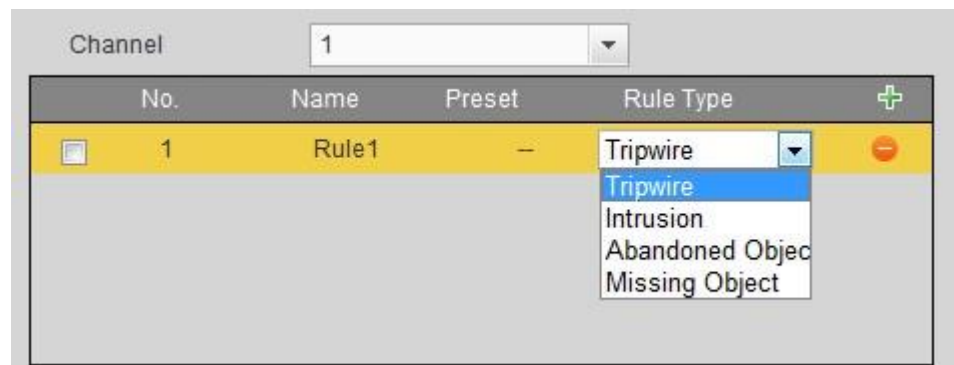 Channel 1
No. Name Preset Rule Type
1 Rule1 -- Tripwire
Tripwire
Intrusion
Abandoned Objec
Missing Object